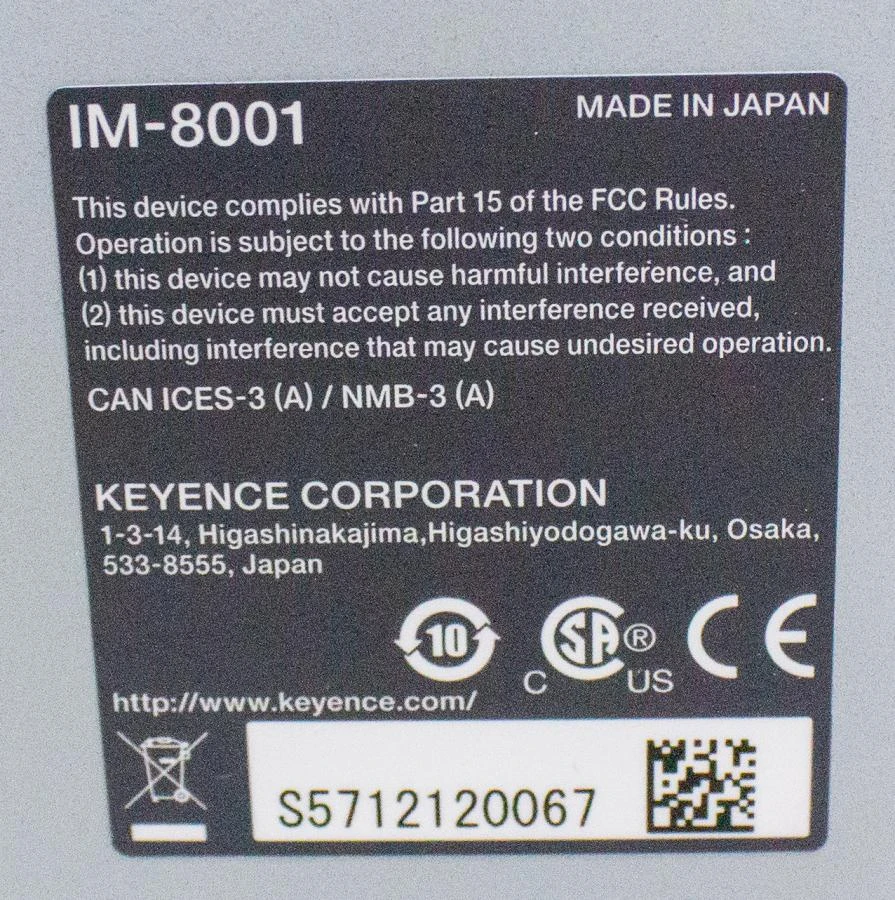 IM-8001
MADE IN JAPAN
This device complies with Part 15 of the FCC Rules.
Operation is subject to the following two conditions :
(1) this device may not cause harmful interference, and
(2) this device must accept any interference received,
including interference that may cause undesired operation.
CAN ICES-3 (A) / NMB-3 (A)
KEYENCE CORPORATION
1-3-14, Higashinakajima,Higashiyodogawa-ku, Osaka,
533-8555, Japan
10
C SA ® US
CE
http://www.keyence.com/
S5712120067